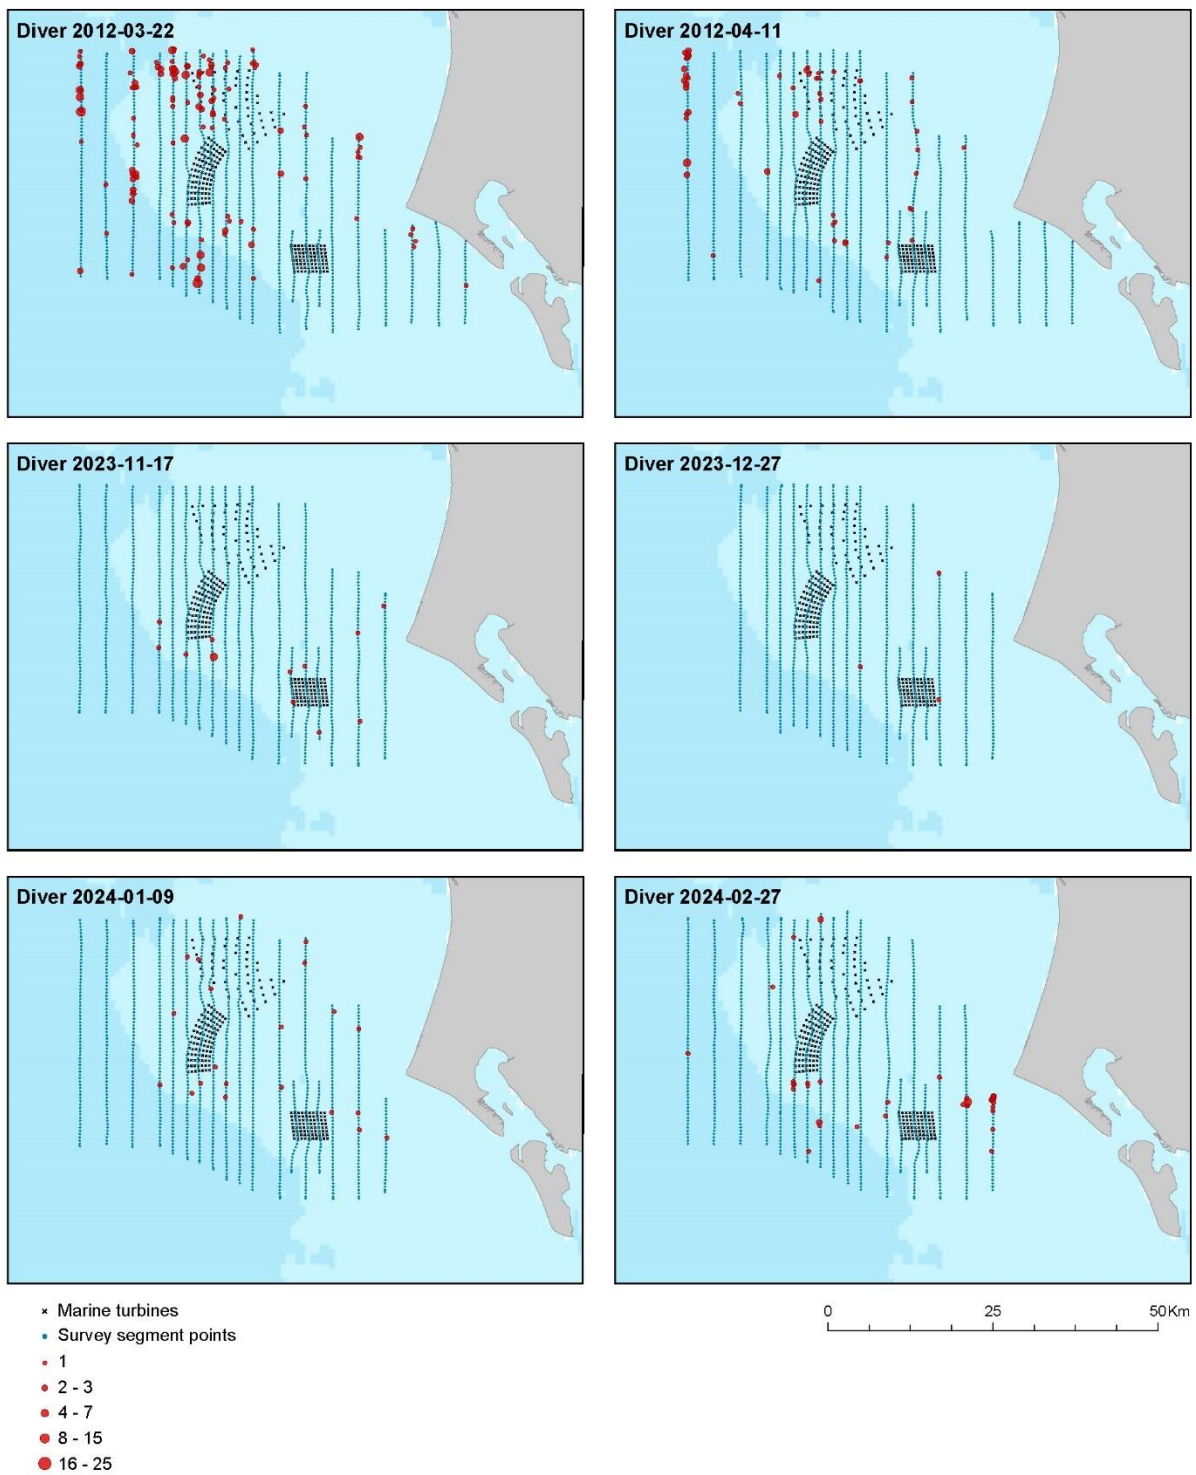 Diver 2012-03-22
Diver 2012-04-11
Diver 2023-11-17
Diver 2023-12-27
Diver 2024-01-09
Diver 2024-02-27
Marine turbines
Survey segment points
1
2 - 3
4 - 7
8 - 15
16 - 25
0 25 50 Km